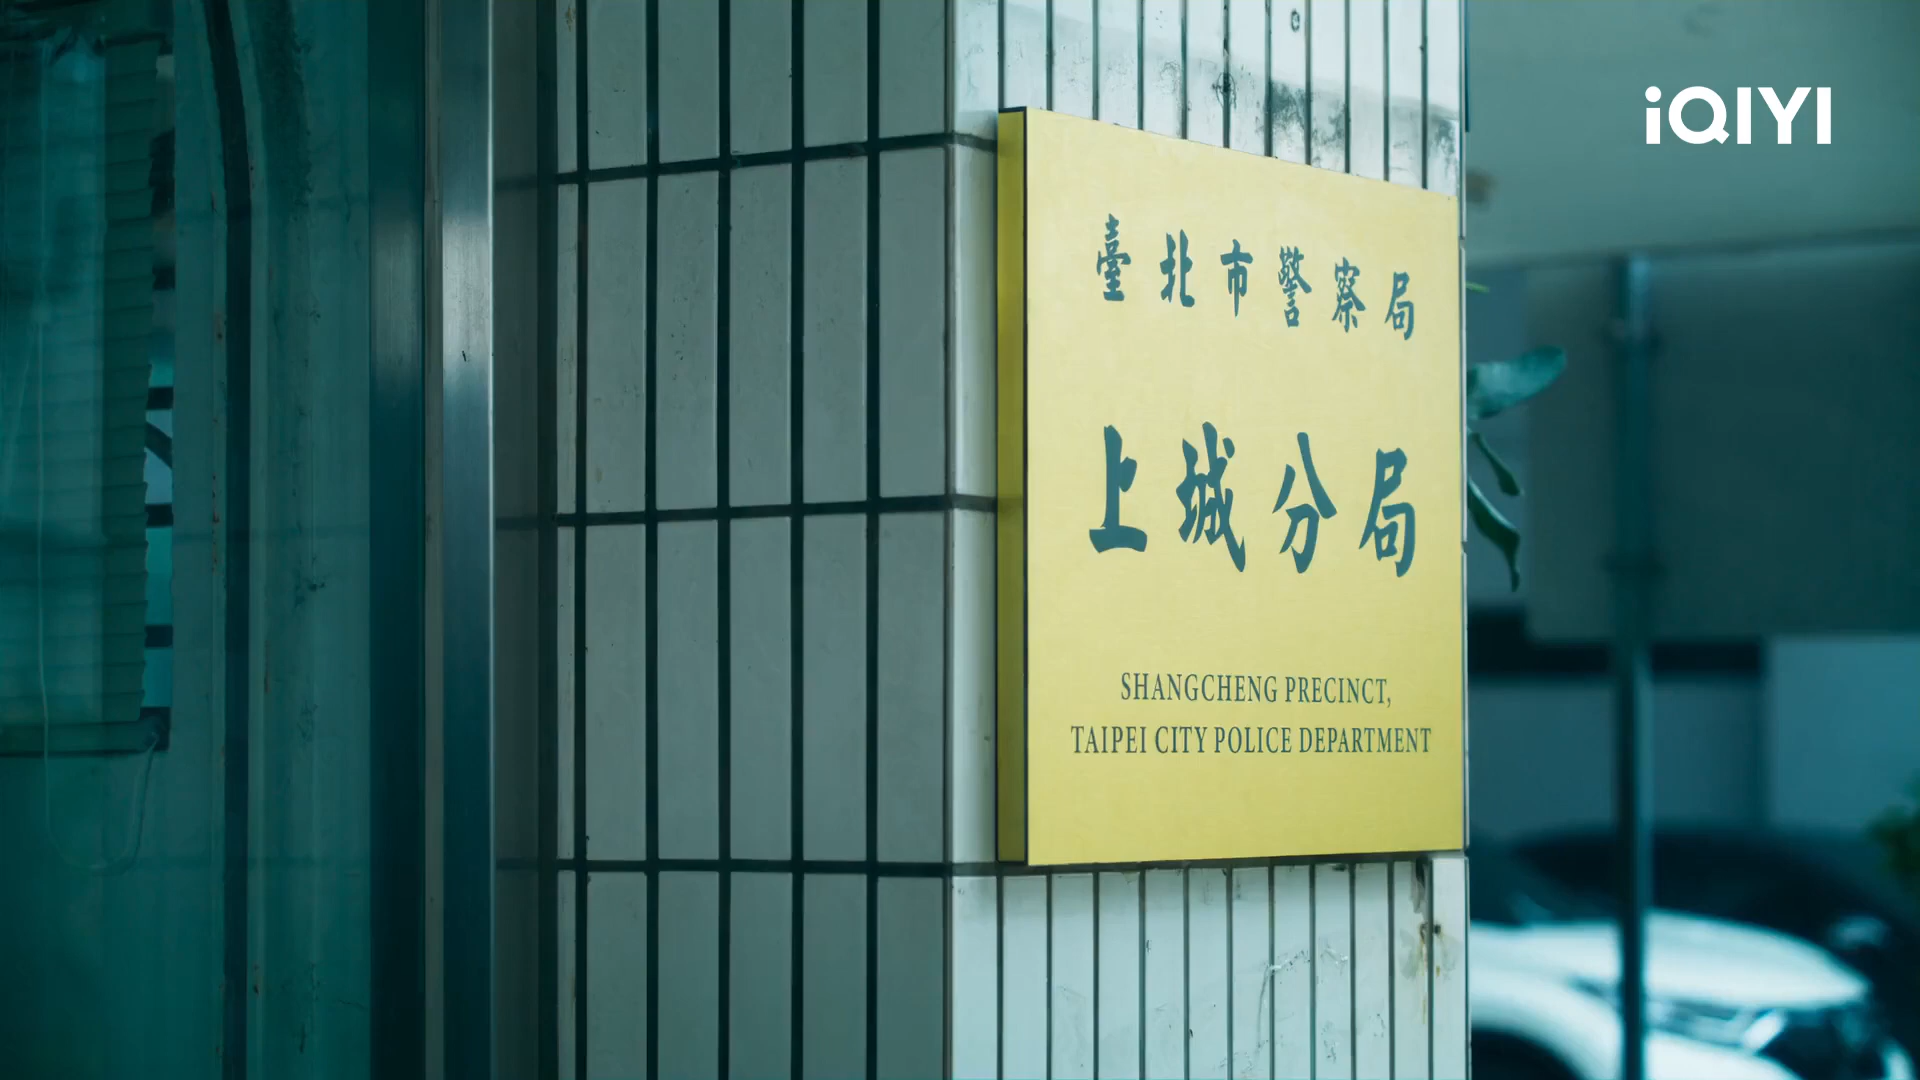 iQIYI
臺北市警察局
上城分局
SHANGCHENG PRECINCT,
TAIPEI CITY POLICE DEPARTMENT